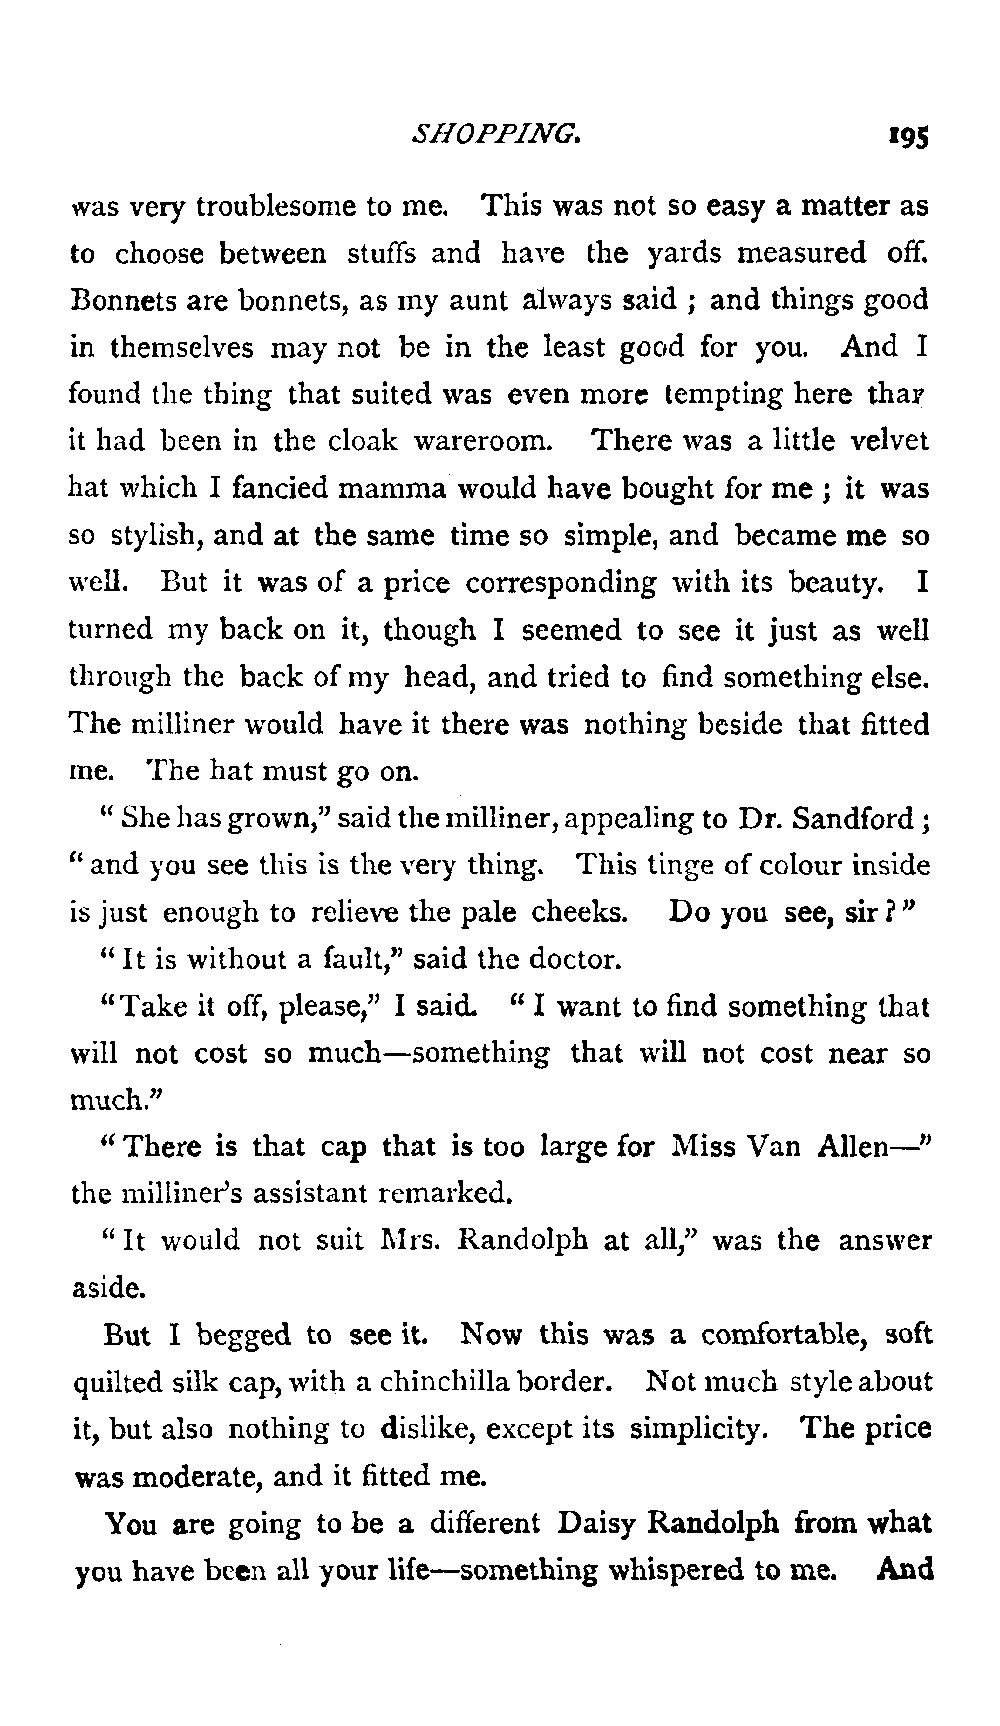 SHOPPING. 195
was very troublesome to me. This was not so easy a matter as
to choose between stuffs and have the yards measured off.
Bonnets are bonnets, as my aunt always said ; and things good
in themselves may not be in the least good for you. And I
found the thing that suited was even more tempting here than
it had been in the cloak wareroom. There was a little velvet
hat which I fancied mamma would have bought for me ; it was
so stylish, and at the same time so simple, and became me so
well. But it was of a price corresponding with its beauty. I
turned my back on it, though I seemed to see it just as well
through the back of my head, and tried to find something else.
The milliner would have it there was nothing beside that fitted
me. The hat must go on.
“ She has grown,” said the milliner, appealing to Dr. Sandford ;
“ and you see this is the very thing. This tinge of colour inside
is just enough to relieve the pale cheeks. Do you see, sir ? ”
“ It is without a fault,” said the doctor.
“ Take it off, please,” I said. “ I want to find something that
will not cost so much—something that will not cost near so
much.”
“ There is that cap that is too large for Miss Van Allen—”
the milliner’s assistant remarked.
“ It would not suit Mrs. Randolph at all,” was the answer
aside.
But I begged to see it. Now this was a comfortable, soft
quilted silk cap, with a chinchilla border. Not much style about
it, but also nothing to dislike, except its simplicity. The price
was moderate, and it fitted me.
You are going to be a different Daisy Randolph from what
you have been all your life—something whispered to me. And